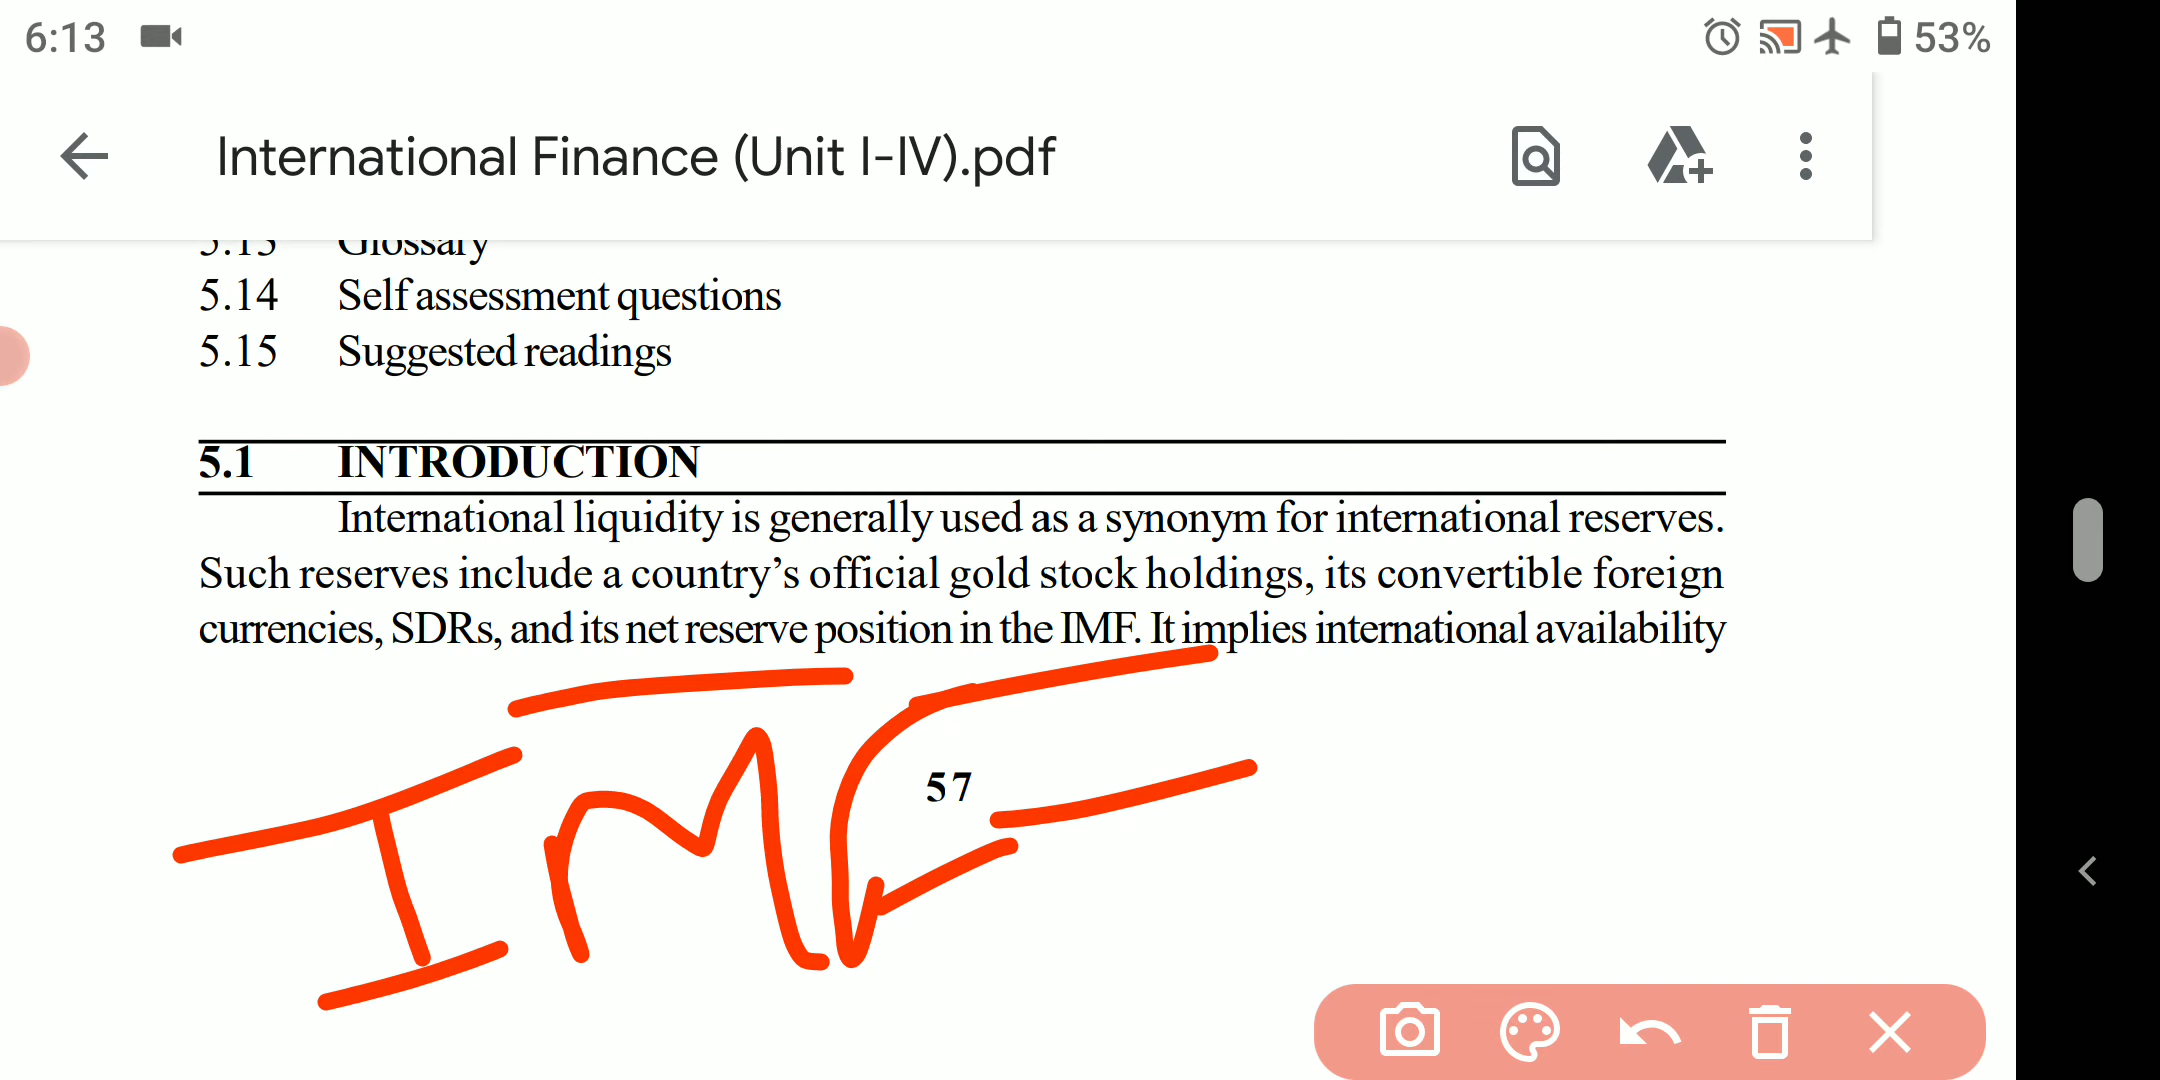 6:13 53%
International Finance (Unit I-IV).pdf
5.13 Glossary
5.14 Self assessment questions
5.15 Suggested readings
5.1 INTRODUCTION
International liquidity is generally used as a synonym for international reserves.
Such reserves include a country’s official gold stock holdings, its convertible foreign
currencies, SDRs, and its net reserve position in the IMF. It implies international availability
IMF
57